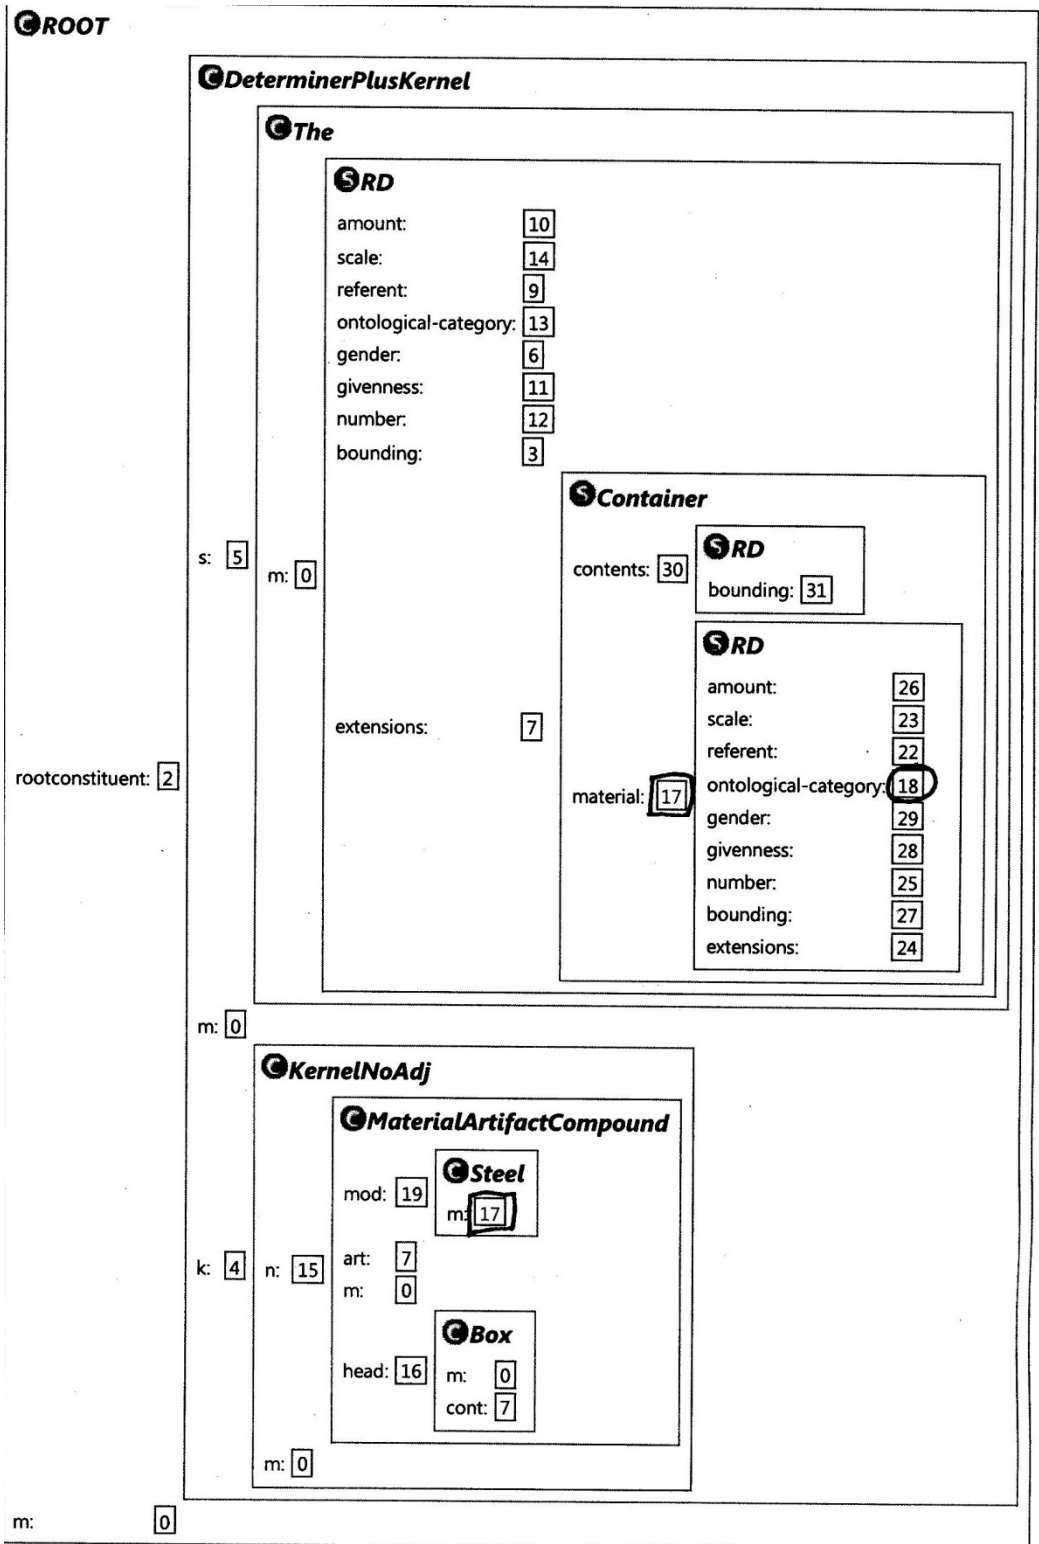 C ROOT
C DeterminerPlusKernel
C The
S RD
amount: 10
scale: 14
referent: 9
ontological-category: 13
gender: 6
givenness: 11
number: 12
bounding: 3
S Container
s: 5
m: 0
contents: 30
S RD
bounding: 31
S RD
amount: 26
scale: 23
referent: 22
extensions: 7
rootconstituent: 2
material: 17
ontological-category: 18
gender: 29
givenness: 28
number: 25
bounding: 27
extensions: 24
m: 0
C KernelNoAdj
C MaterialArtifactCompound
mod: 19
C Steel
m: 17
k: 4
n: 15
art: 7
m: 0
head: 16
C Box
m: 0
cont: 7
m: 0
m: 0